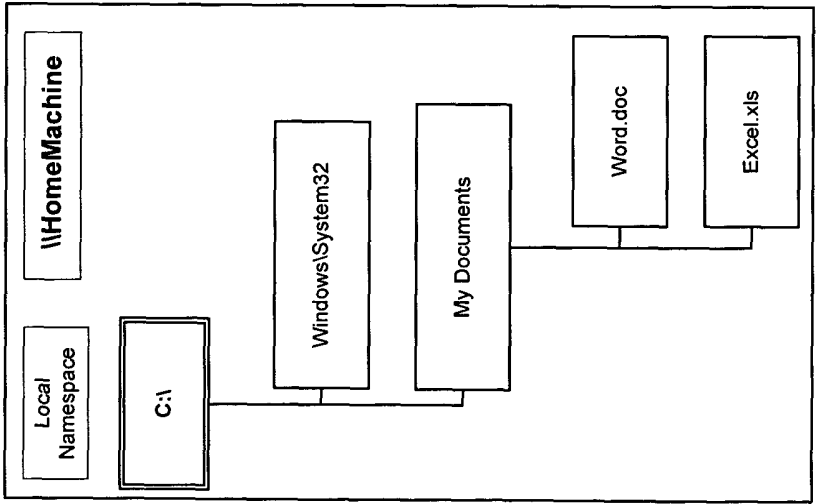 Local
Namespace
\\HomeMachine
C:\
Windows\System32
My Documents
Word.doc
Excel.xls